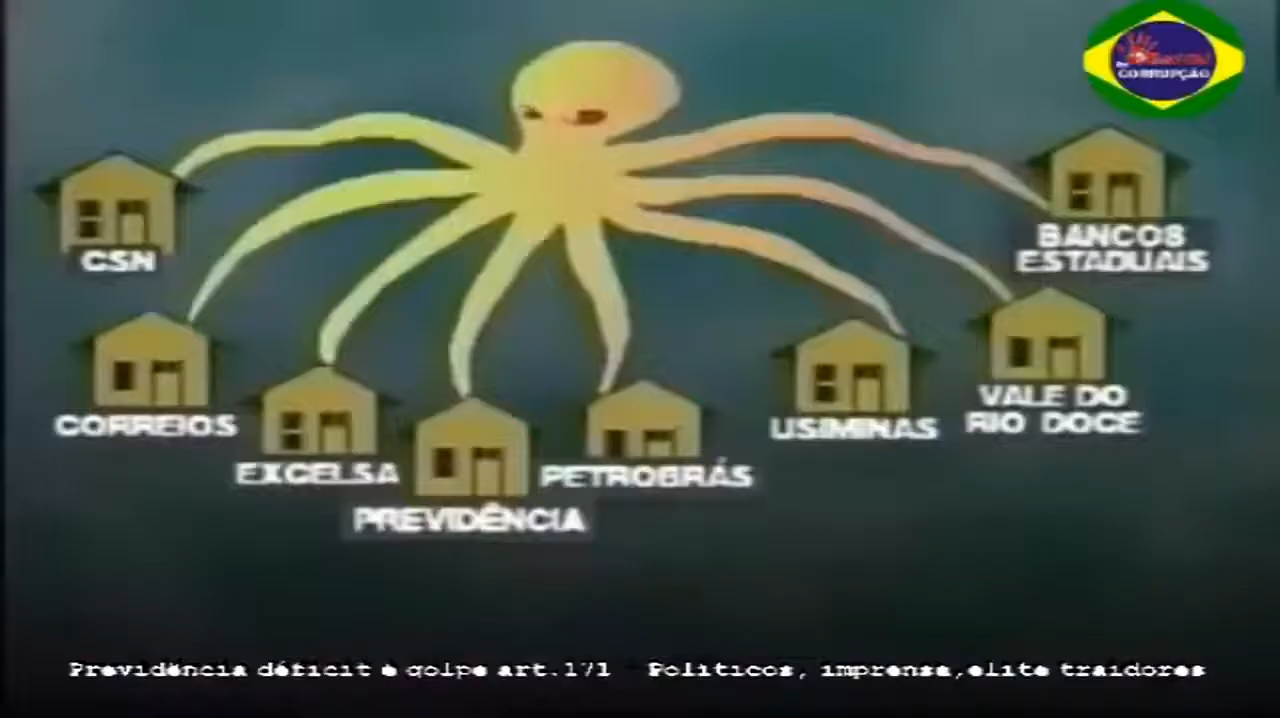 CORRUPÇÃO
CSN
BANCOS
ESTADUAIS
CORREIOS
VALE DO
RIO DOCE
USIMINAS
EXCELSA
PETROBRÁS
PREVIDÊNCIA
Previdência déficit é golpe art.171 Políticos, imprensa,elite traidores